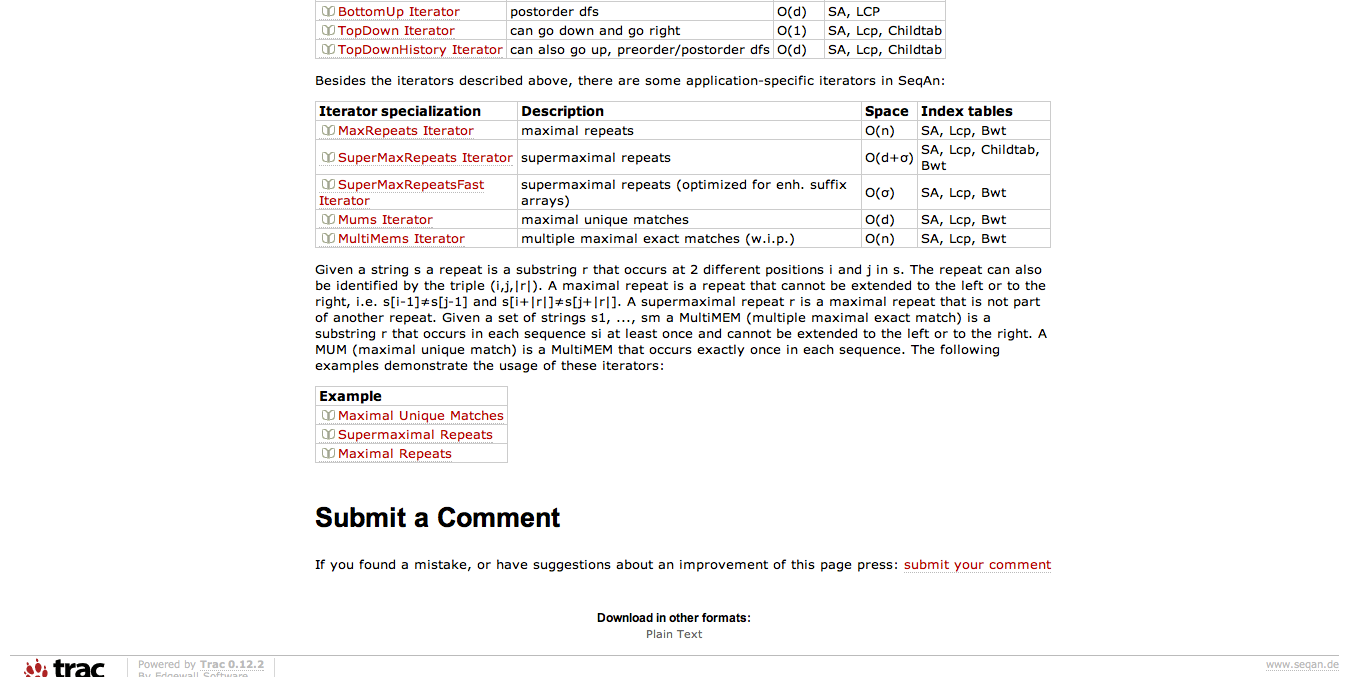 BottomUp Iterator postorder dfs O(d) SA, LCP
TopDown Iterator can go down and go right O(1) SA, Lcp, Childtab
TopDownHistory Iterator can also go up, preorder/postorder dfs O(d) SA, Lcp, Childtab
Besides the iterators described above, there are some application-specific iterators in SeqAn:
Iterator specialization Description Space Index tables
MaxRepeats Iterator maximal repeats O(n) SA, Lcp, Bwt
SuperMaxRepeats Iterator supermaximal repeats O(d+σ) SA, Lcp, Childtab,
Bwt
SuperMaxRepeatsFast
Iterator supermaximal repeats (optimized for enh. suffix
arrays) O(σ) SA, Lcp, Bwt
Mums Iterator maximal unique matches O(d) SA, Lcp, Bwt
MultiMems Iterator multiple maximal exact matches (w.i.p.) O(n) SA, Lcp, Bwt
Given a string s a repeat is a substring r that occurs at 2 different positions i and j in s. The repeat can also
be identified by the triple (i,j,|r|). A maximal repeat is a repeat that cannot be extended to the left or to the
right, i.e. s[i-1]≠s[j-1] and s[i+|r|]≠s[j+|r|]. A supermaximal repeat r is a maximal repeat that is not part
of another repeat. Given a set of strings s1, ..., sm a MultiMEM (multiple maximal exact match) is a
substring r that occurs in each sequence si at least once and cannot be extended to the left or to the right. A
MUM (maximal unique match) is a MultiMEM that occurs exactly once in each sequence. The following
examples demonstrate the usage of these iterators:
Example
Maximal Unique Matches
Supermaximal Repeats
Maximal Repeats
Submit a Comment
If you found a mistake, or have suggestions about an improvement of this page press: submit your comment
Download in other formats:
Plain Text
trac Powered by Trac 0.12.2 www.seqan.de
By Edgewall Software